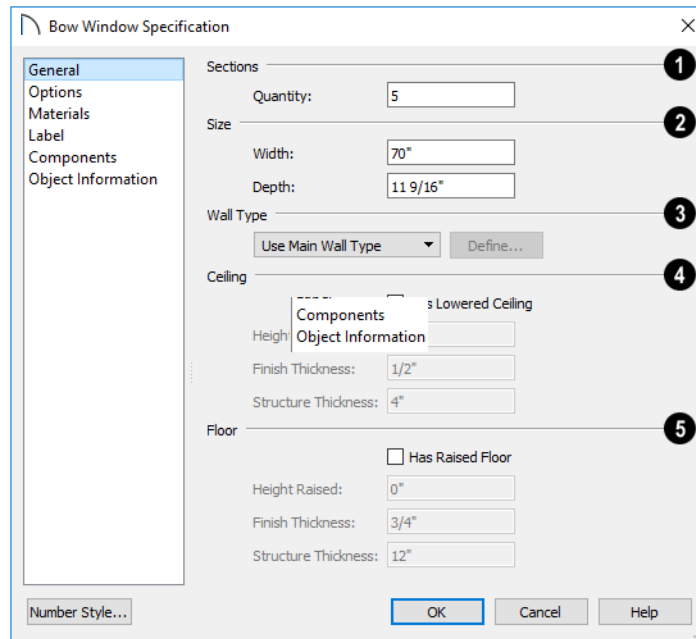 Bow Window Specification
General
Options
Materials
Label
Components
Object Information
Sections
1
Quantity:
5
Size
2
Width:
70"
Depth:
11 9/16"
Wall Type
3
Use Main Wall Type
Define...
Ceiling
4
s Lowered Ceiling
Components
Heigh
Object Information
Finish Thickness:
1/2"
Structure Thickness:
4"
Floor
5
Has Raised Floor
Height Raised:
0"
Finish Thickness:
3/4"
Structure Thickness:
12"
Number Style...
OK
Cancel
Help